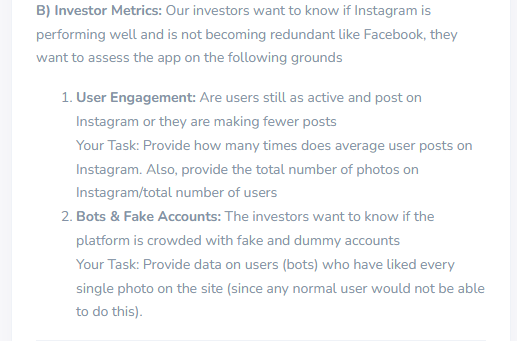 B) Investor Metrics: Our investors want to know if Instagram is
performing well and is not becoming redundant like Facebook, they
want to assess the app on the following grounds
1. User Engagement: Are users still as active and post on
Instagram or they are making fewer posts
Your Task: Provide how many times does average user posts on
Instagram. Also, provide the total number of photos on
Instagram/total number of users
2. Bots & Fake Accounts: The investors want to know if the
platform is crowded with fake and dummy accounts
Your Task: Provide data on users (bots) who have liked every
single photo on the site (since any normal user would not be able
to do this).